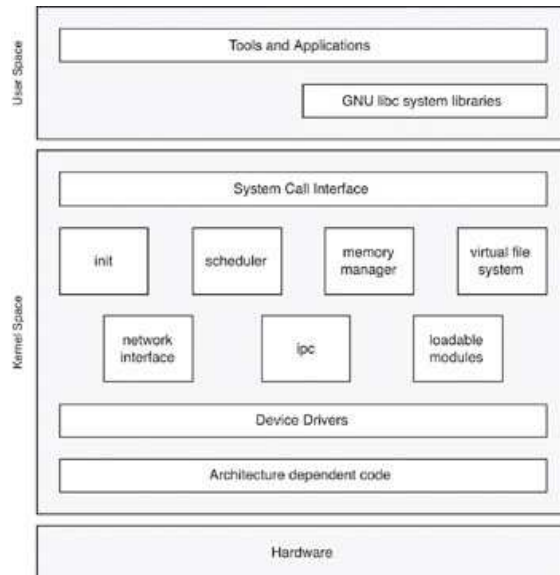 User Space
Tools and Applications
GNU libc system libraries
Kernel Space
System Call Interface
init
scheduler
memory
manager
virtual file
system
network
interface
ipc
loadable
modules
Device Drivers
Architecture dependent code
Hardware